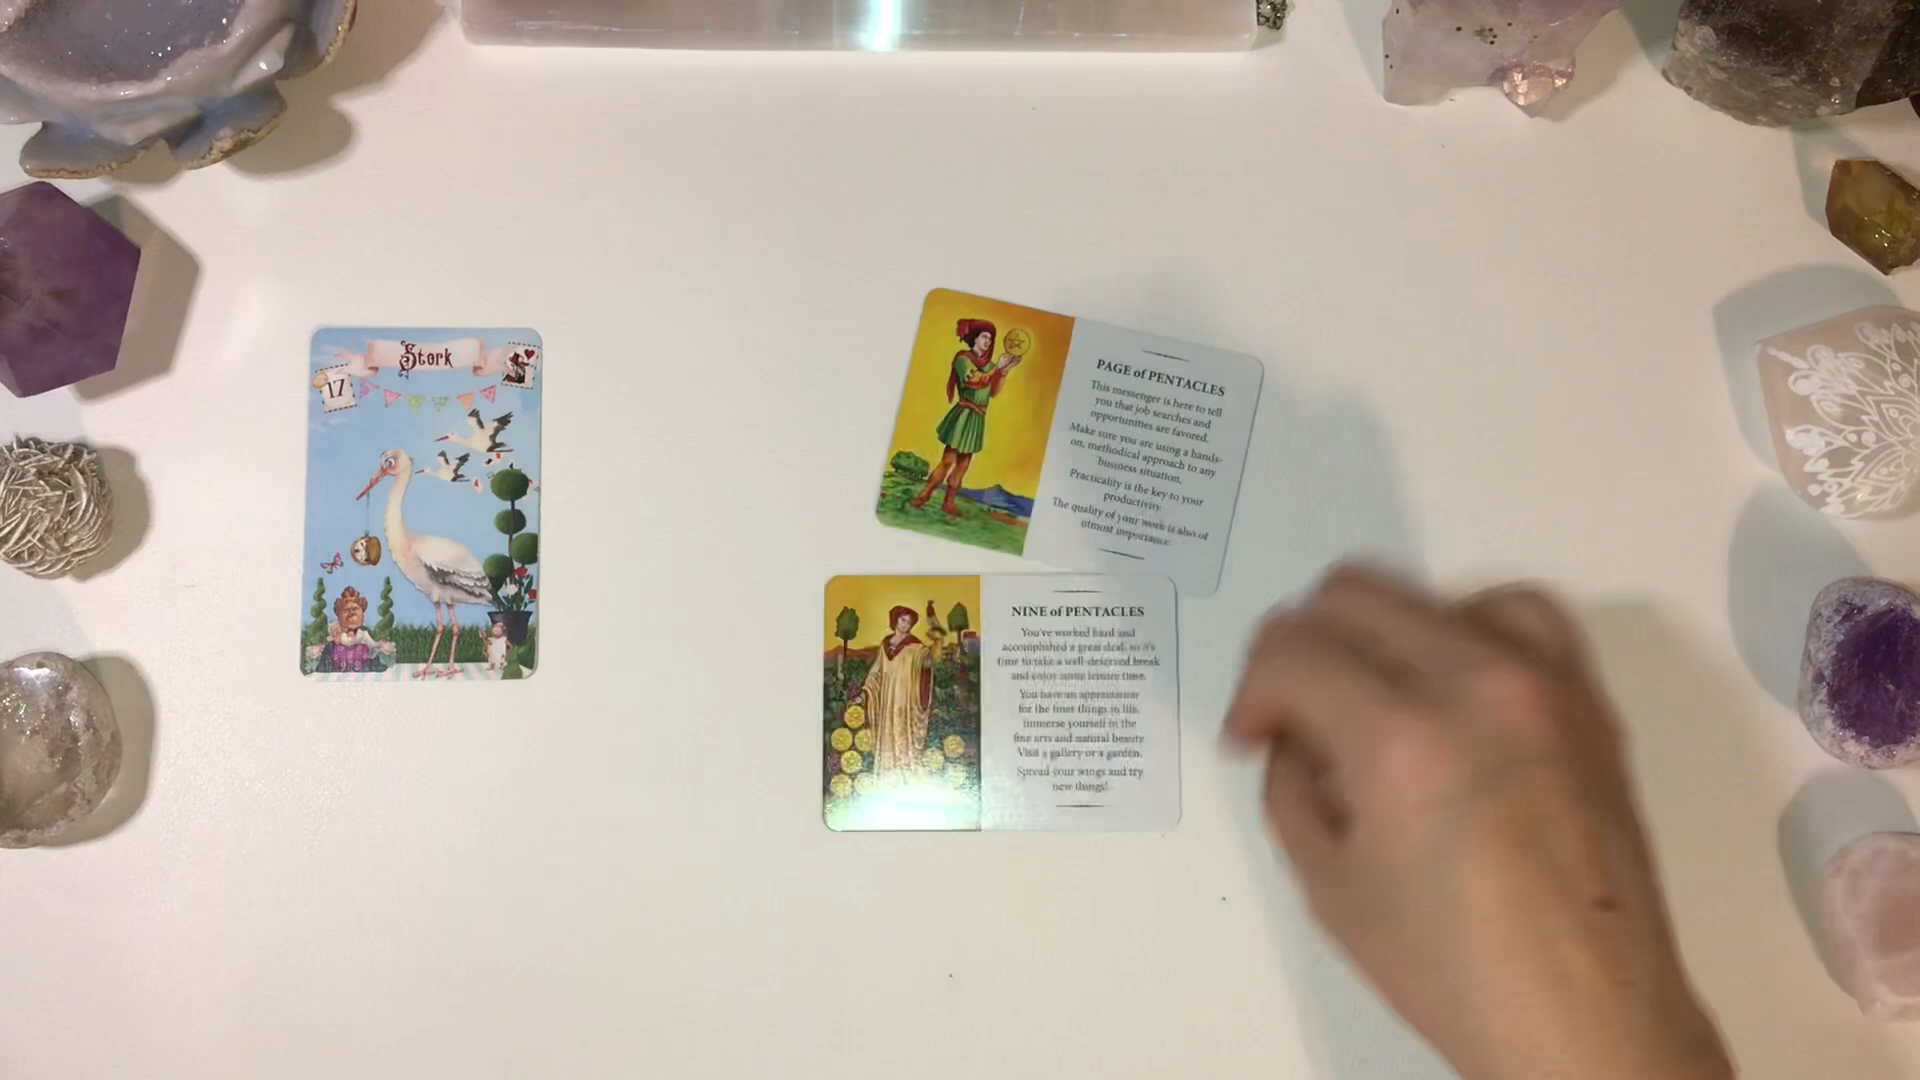 Stork
17
PAGE of PENTACLES
This messenger is here to tell
you that job searches and
opportunities are favored.
Make sure you are using a hands-
on, methodical approach to any
business situation.
Practicality is the key to your
productivity.
The quality of your work is also of
utmost importance.
NINE of PENTACLES
You've worked hard and
accomplished a great deal, so it's
time to take a well-deserved break
and enjoy some leisure time.
You have an appreciation
for the finer things in life.
Immerse yourself in the
fine arts and natural beauty.
Visit a gallery or a garden.
Spread your wings and try
new things!